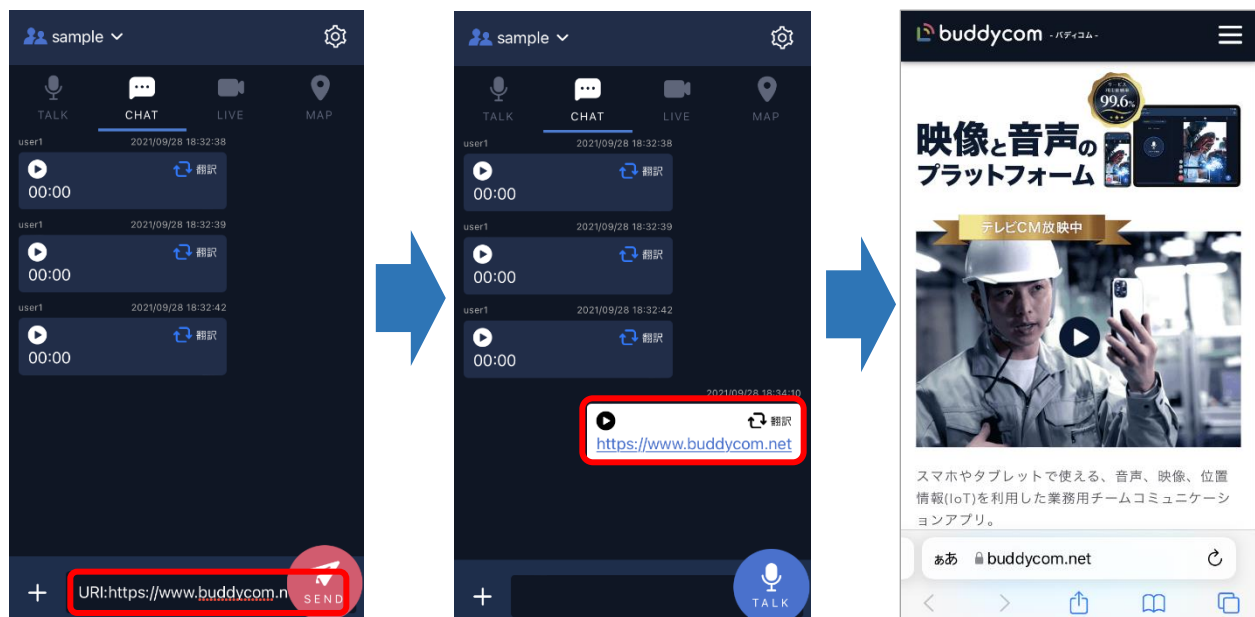 sample
TALK CHAT LIVE MAP
user1 2021/09/28 18:32:38
翻訳
00:00
user1 2021/09/28 18:32:39
翻訳
00:00
user1 2021/09/28 18:32:42
翻訳
00:00
URI:https://www.buddycom.n
SEND
sample
TALK CHAT LIVE MAP
user1 2021/09/28 18:32:38
翻訳
00:00
user1 2021/09/28 18:32:39
翻訳
00:00
user1 2021/09/28 18:32:42
翻訳
00:00
2021/09/28 18:34:10
翻訳
https://www.buddycom.net
TALK
buddycom -バディコム-
99.6%
映像と音声の
プラットフォーム
テレビCM放映中
スマホやタブレットで使える、音声、映像、位置
情報(IoT)を利用した業務用チームコミュニケーシ
ョンアプリ。
ぁあ buddycom.net